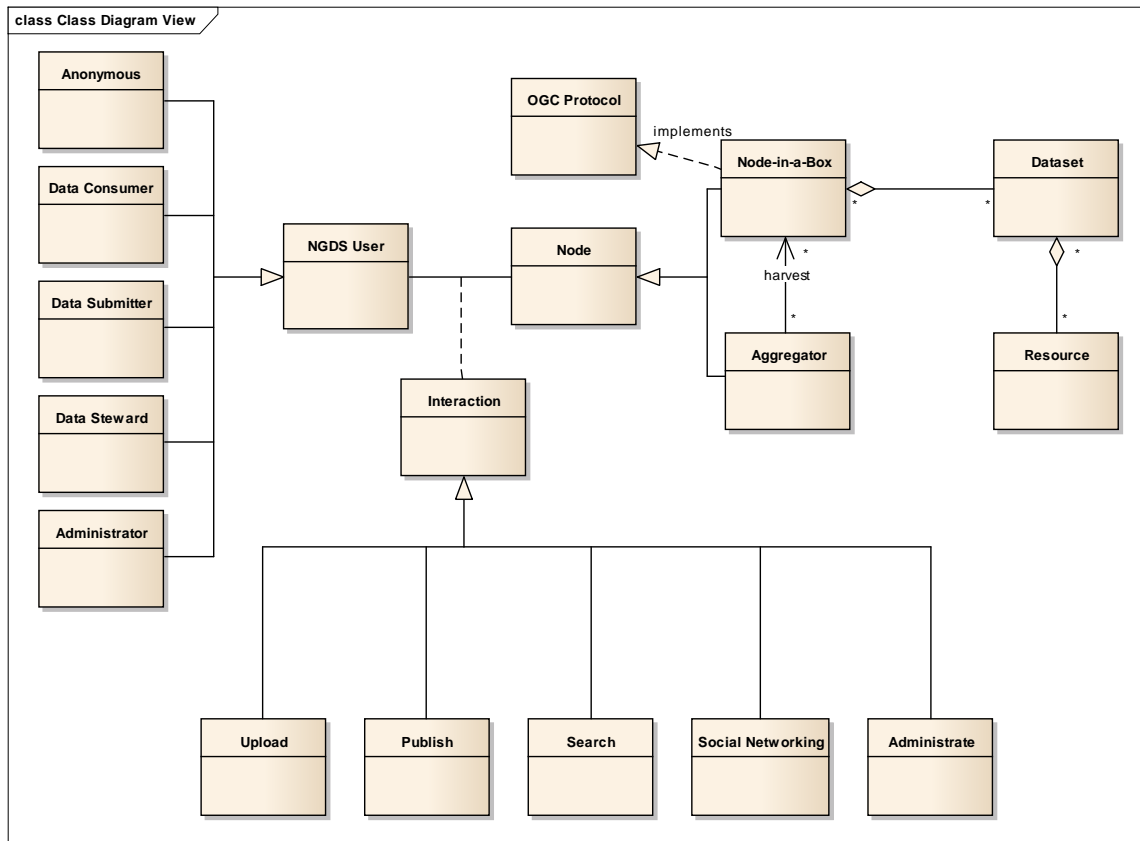 class Class Diagram View
Anonymous
OGC Protocol
implements
Node-in-a-Box
Dataset
Data Consumer
*
*
NGDS User
Node
*
*
harvest
Data Submitter
*
*
Aggregator
Resource
Interaction
Data Steward
Administrator
Upload
Publish
Search
Social Networking
Administrate